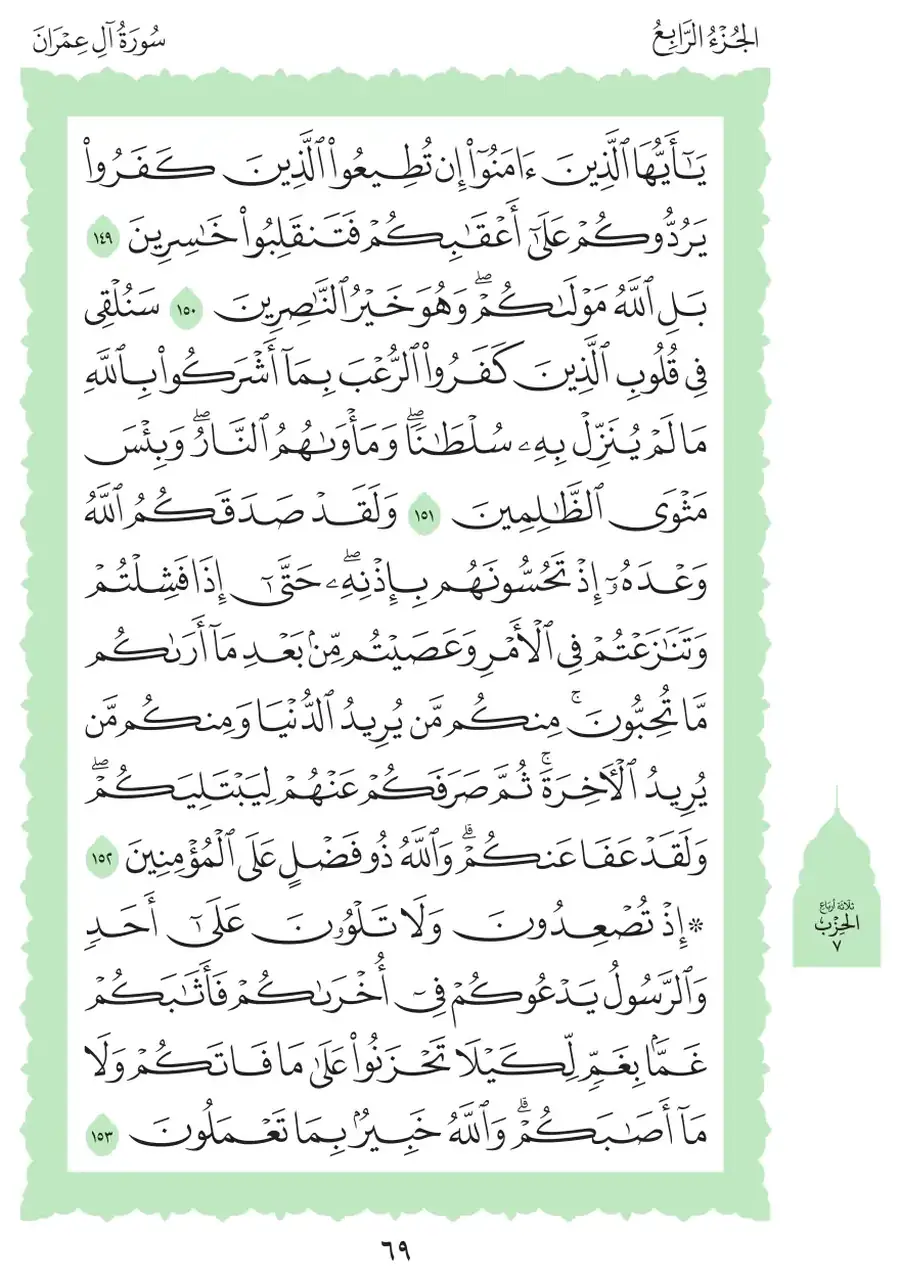 الجُزْءُ الرَّابِعُ
سُورَةُ آلِ عِمْرَانَ
يَـٰٓأَيُّهَا ٱلَّذِينَ ءَامَنُوٓا۟ إِن تُطِيعُوا۟ ٱلَّذِينَ كَفَرُوا۟
يَرُدُّوكُمْ عَلَىٰٓ أَعْقَـٰبِكُمْ فَتَنقَلِبُوا۟ خَـٰسِرِينَ ١٤٩
بَلِ ٱللَّهُ مَوْلَىٰكُمْ ۖ وَهُوَ خَيْرُ ٱلنَّـٰصِرِينَ ١٥٠ سَنُلْقِى
فِى قُلُوبِ ٱلَّذِينَ كَفَرُوا۟ ٱلرُّعْبَ بِمَآ أَشْرَكُوا۟ بِٱللَّهِ
مَا لَمْ يُنَزِّلْ بِهِۦ سُلْطَـٰنًا ۖ وَمَأْوَىٰهُمُ ٱلنَّارُ ۖ وَبِئْسَ
مَثْوَى ٱلظَّـٰلِمِينَ ١٥١ وَلَقَدْ صَدَقَكُمُ ٱللَّهُ
وَعْدَهُۥٓ إِذْ تَحُسُّونَهُم بِإِذْنِهِۦ ۖ حَتَّىٰٓ إِذَا فَشِلْتُمْ
وَتَنَـٰزَعْتُمْ فِى ٱلْأَمْرِ وَعَصَيْتُم مِّنۢ بَعْدِ مَآ أَرَىٰكُم
مَّا تُحِبُّونَ ۚ مِنكُم مَّن يُرِيدُ ٱلدُّنْيَا وَمِنكُم مَّن
يُرِيدُ ٱلْـَٔاخِرَةَ ۚ ثُمَّ صَرَفَكُمْ عَنْهُمْ لِيَبْتَلِيَكُمْ ۖ
وَلَقَدْ عَفَا عَنكُمْ ۗ وَٱللَّهُ ذُو فَضْلٍ عَلَى ٱلْمُؤْمِنِينَ ١٥٢
* إِذْ تُصْعِدُونَ وَلَا تَلْوُۥنَ عَلَىٰٓ أَحَدٍ
وَٱلرَّسُولُ يَدْعُوكُمْ فِىٓ أُخْرَىٰكُمْ فَأَثَـٰبَكُمْ
غَمًّۢا بِغَمٍّ لِّكَيْلَا تَحْزَنُوا۟ عَلَىٰ مَا فَاتَكُمْ وَلَا
مَآ أَصَـٰبَكُمْ ۗ وَٱللَّهُ خَبِيرٌۢ بِمَا تَعْمَلُونَ ١٥٣
ثلاثة أرباع
الحِزْب
٧
٦٩